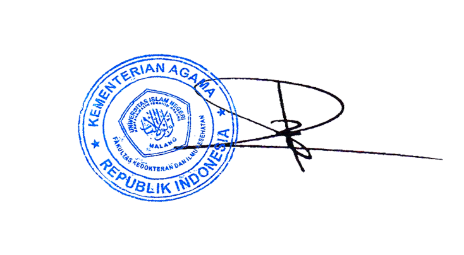 KEMENTERIAN AGAMA
UNIVERSITAS ISLAM NEGERI
MALANG
FAKULTAS KEDOKTERAN DAN ILMU KESEHATAN
REPUBLIK INDONESIA